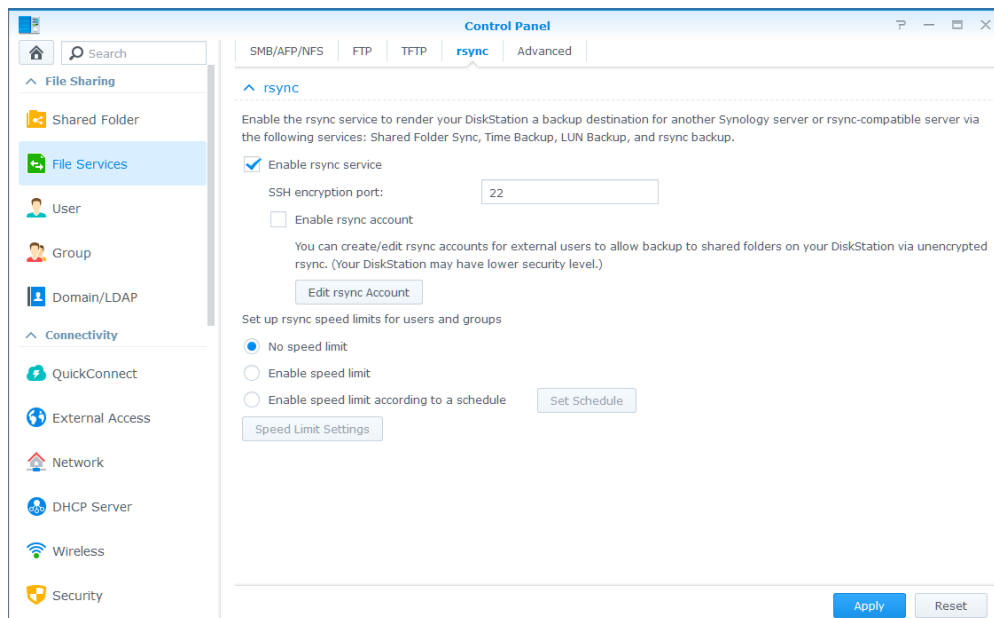 Control Panel
Search
SMB/AFP/NFS FTP TFTP rsync Advanced
File Sharing
Shared Folder
File Services
User
Group
Domain/LDAP
Connectivity
QuickConnect
External Access
Network
DHCP Server
Wireless
Security
rsync
Enable the rsync service to render your DiskStation a backup destination for another Synology server or rsync-compatible server via
the following services: Shared Folder Sync, Time Backup, LUN Backup, and rsync backup.
Enable rsync service
SSH encryption port: 22
Enable rsync account
You can create/edit rsync accounts for external users to allow backup to shared folders on your DiskStation via unencrypted
rsync. (Your DiskStation may have lower security level.)
Edit rsync Account
Set up rsync speed limits for users and groups
No speed limit
Enable speed limit
Enable speed limit according to a schedule Set Schedule
Speed Limit Settings
Apply Reset